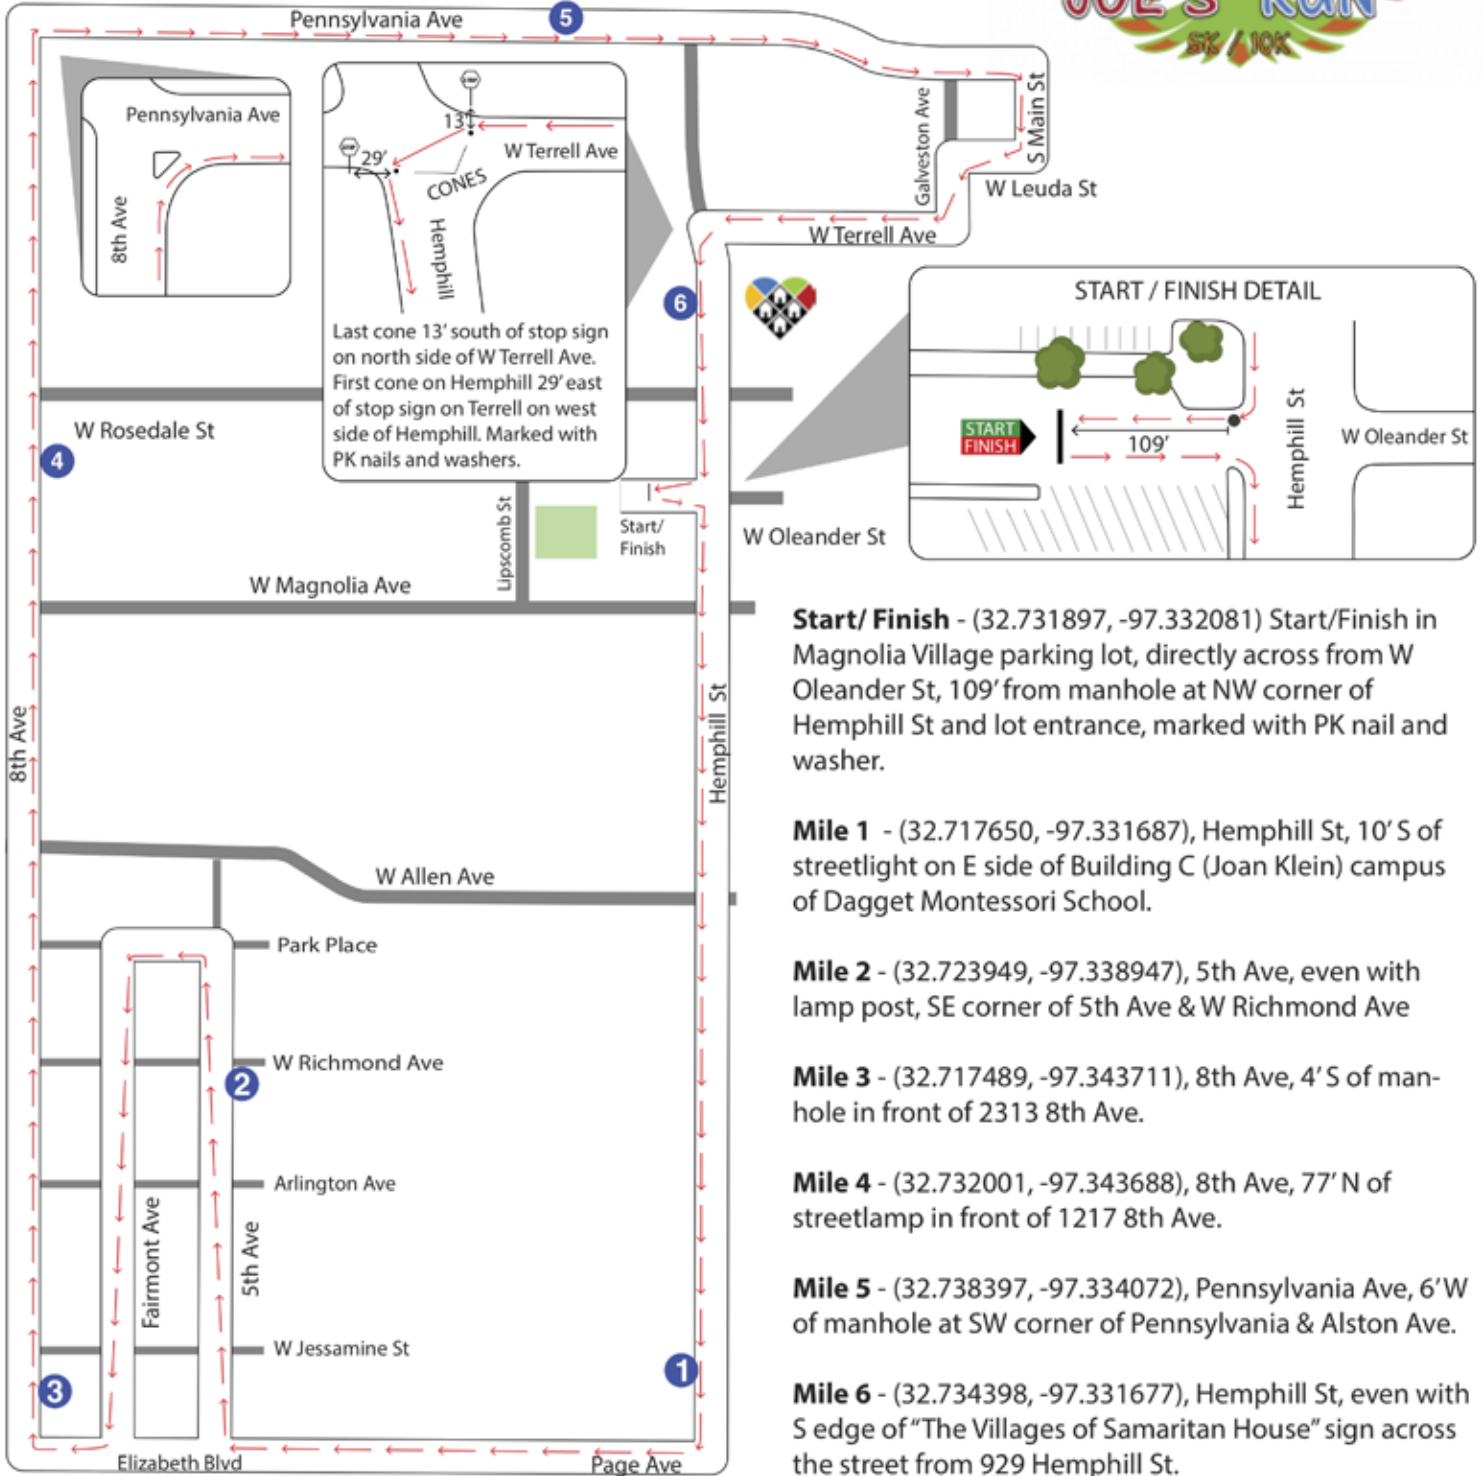 JOE'S RUN
5K / 10K
Pennsylvania Ave
5
Pennsylvania Ave
8th Ave
STOP
13'
STOP
29'
W Terrell Ave
CONES
Hemphill
Last cone 13' south of stop sign
on north side of W Terrell Ave.
First cone on Hemphill 29' east
of stop sign on Terrell on west
side of Hemphill. Marked with
PK nails and washers.
Galveston Ave
S Main St
W Leuda St
W Terrell Ave
6
START / FINISH DETAIL
START
FINISH
109'
Hemphill St
W Oleander St
W Rosedale St
4
Lipscomb St
Start/
Finish
W Oleander St
W Magnolia Ave
8th Ave
Hemphill St
W Allen Ave
Park Place
W Richmond Ave
2
Arlington Ave
Fairmont Ave
5th Ave
W Jessamine St
3
1
Elizabeth Blvd
Page Ave
Start/ Finish - (32.731897, -97.332081) Start/Finish in
Magnolia Village parking lot, directly across from W
Oleander St, 109' from manhole at NW corner of
Hemphill St and lot entrance, marked with PK nail and
washer.
Mile 1 - (32.717650, -97.331687), Hemphill St, 10' S of
streetlight on E side of Building C (Joan Klein) campus
of Dagget Montessori School.
Mile 2 - (32.723949, -97.338947), 5th Ave, even with
lamp post, SE corner of 5th Ave & W Richmond Ave
Mile 3 - (32.717489, -97.343711), 8th Ave, 4' S of man-
hole in front of 2313 8th Ave.
Mile 4 - (32.732001, -97.343688), 8th Ave, 77' N of
streetlamp in front of 1217 8th Ave.
Mile 5 - (32.738397, -97.334072), Pennsylvania Ave, 6' W
of manhole at SW corner of Pennsylvania & Alston Ave.
Mile 6 - (32.734398, -97.331677), Hemphill St, even with
S edge of "The Villages of Samaritan House" sign across
the street from 929 Hemphill St.